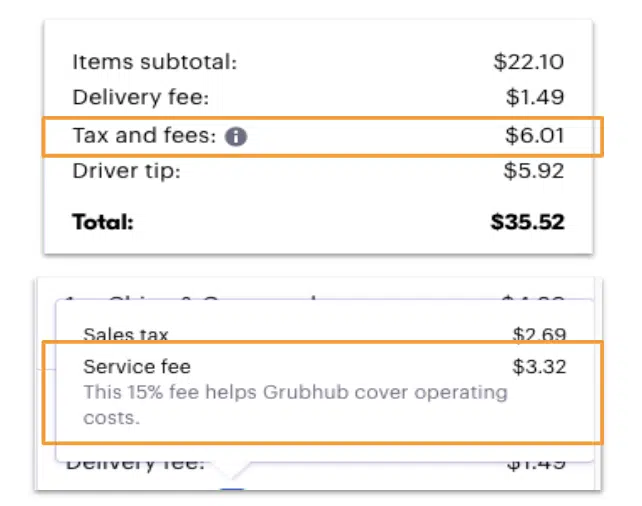 Items subtotal: $22.10
Delivery fee: $1.49
Tax and fees: $6.01
Driver tip: $5.92
Total: $35.52
Sales tax $2.69
Service fee $3.32
This 15% fee helps Grubhub cover operating
costs.
Delivery fee: $1.49